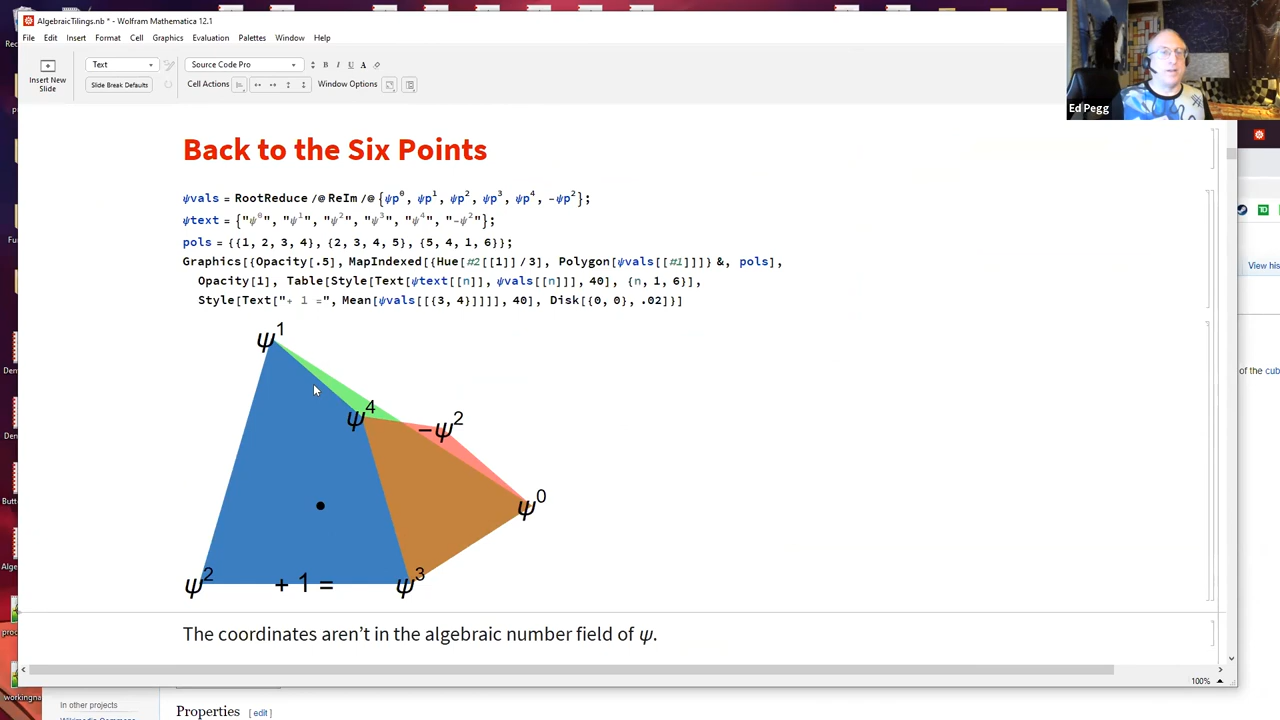 AlgebraicTilings.nb * - Wolfram Mathematica 12.1
File Edit Insert Format Cell Graphics Evaluation Palettes Window Help
Insert New Slide
Text
Source Code Pro
B I U A
Slide Break Defaults
Cell Actions
Window Options
Ed Pegg
Back to the Six Points
ψvals = RootReduce /@ ReIm /@ {ψp⁰, ψp¹, ψp², ψp³, ψp⁴, -ψp²};
ψtext = {"ψ⁰", "ψ¹", "ψ²", "ψ³", "ψ⁴", "-ψ²"};
pols = {{1, 2, 3, 4}, {2, 3, 4, 5}, {5, 4, 1, 6}};
Graphics[{Opacity[.5], MapIndexed[{Hue[#2[[1]] / 3], Polygon[ψvals[[#1]]]} &, pols],
Opacity[1], Table[Style[Text[ψtext[[n]], ψvals[[n]]], 40], {n, 1, 6}],
Style[Text["+ 1 =", Mean[ψvals[[{3, 4}]]]], 40], Disk[{0, 0}, .02]}]
ψ¹
ψ⁴
-ψ²
ψ⁰
ψ² + 1 = ψ³
The coordinates aren't in the algebraic number field of ψ.
100%
View his
of the cub
In other projects
Properties [ edit ]